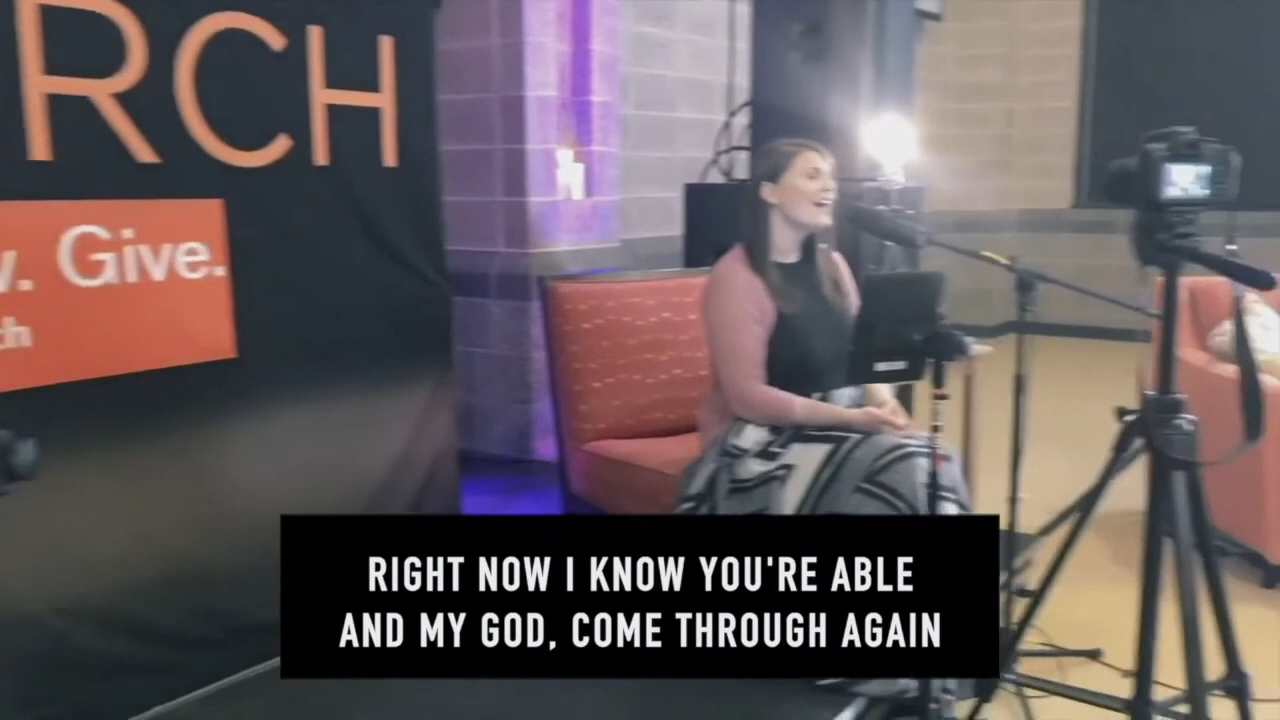 RCH
. Give.
ch
RIGHT NOW I KNOW YOU'RE ABLE
AND MY GOD, COME THROUGH AGAIN